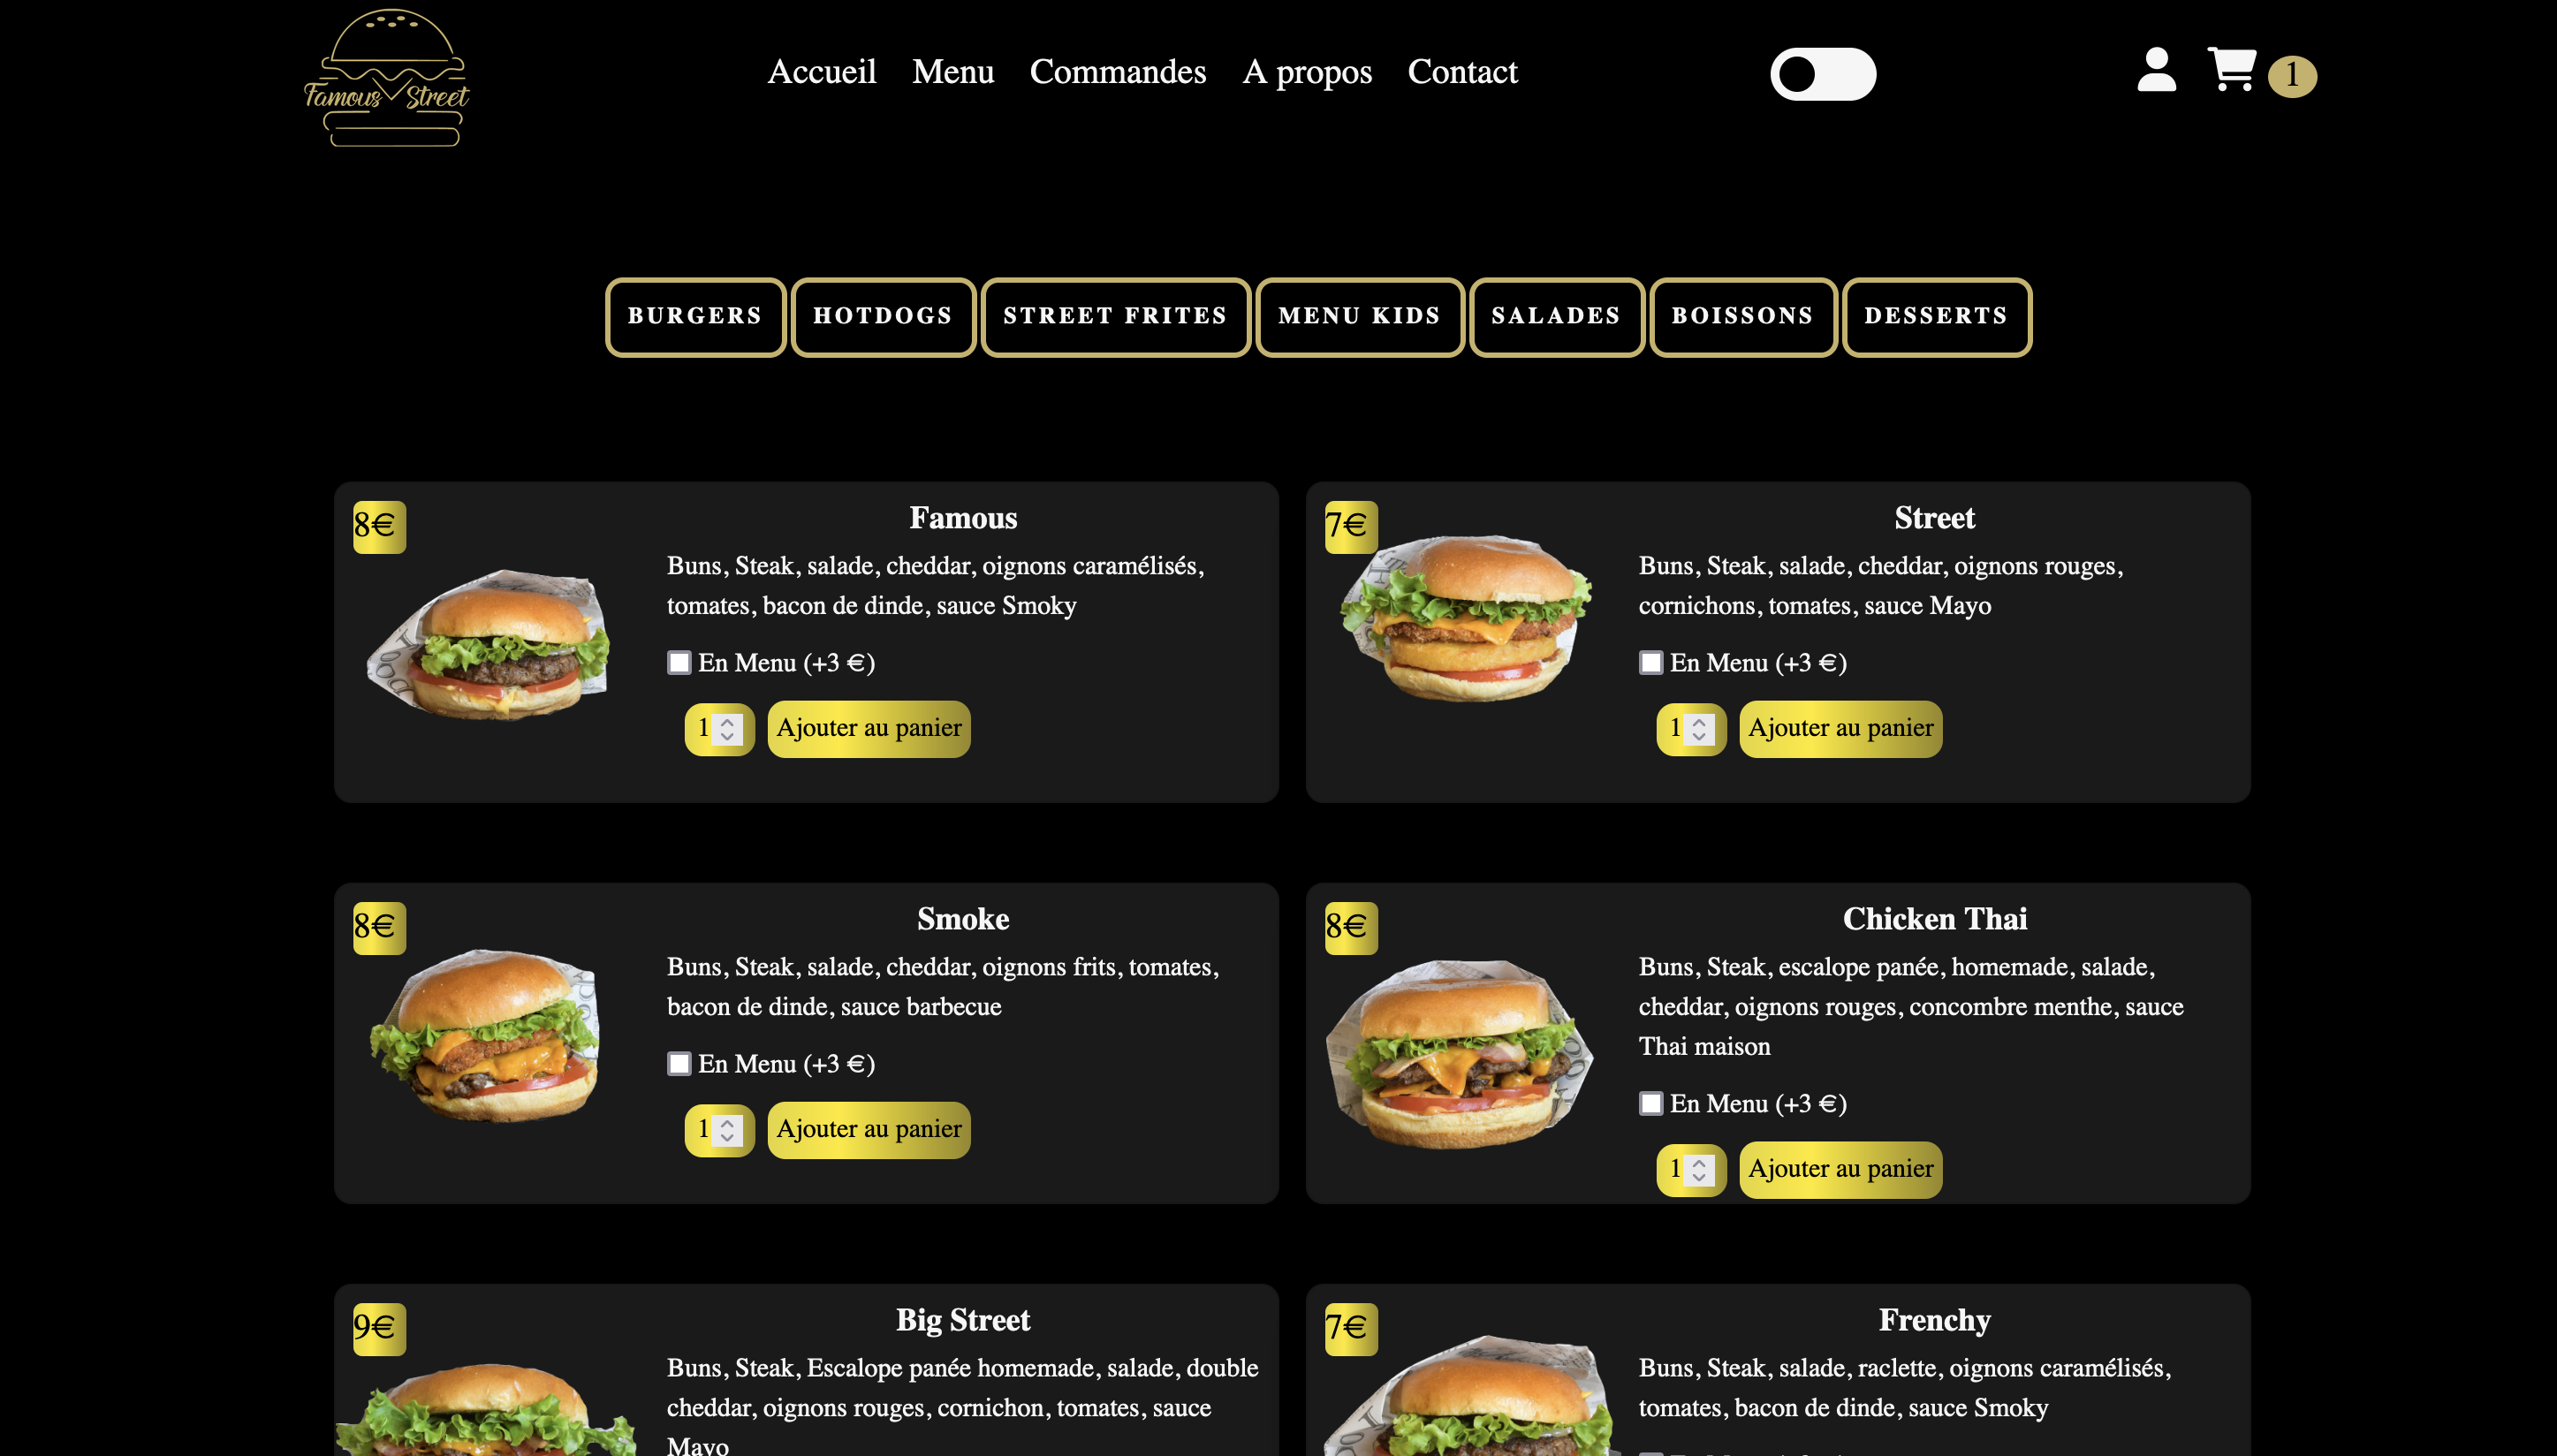 Famous Street
Accueil Menu Commandes A propos Contact
1
BURGERS HOTDOGS STREET FRITES MENU KIDS SALADES BOISSONS DESSERTS
8€
Famous
Buns, Steak, salade, cheddar, oignons caramélisés,
tomates, bacon de dinde, sauce Smoky
En Menu (+3 €)
1 Ajouter au panier
7€
Street
Buns, Steak, salade, cheddar, oignons rouges,
cornichons, tomates, sauce Mayo
En Menu (+3 €)
1 Ajouter au panier
8€
Smoke
Buns, Steak, salade, cheddar, oignons frits, tomates,
bacon de dinde, sauce barbecue
En Menu (+3 €)
1 Ajouter au panier
8€
Chicken Thai
Buns, Steak, escalope panée, homemade, salade,
cheddar, oignons rouges, concombre menthe, sauce
Thai maison
En Menu (+3 €)
1 Ajouter au panier
9€
Big Street
Buns, Steak, Escalope panée homemade, salade, double
cheddar, oignons rouges, cornichon, tomates, sauce
Mayo
7€
Frenchy
Buns, Steak, salade, raclette, oignons caramélisés,
tomates, bacon de dinde, sauce Smoky